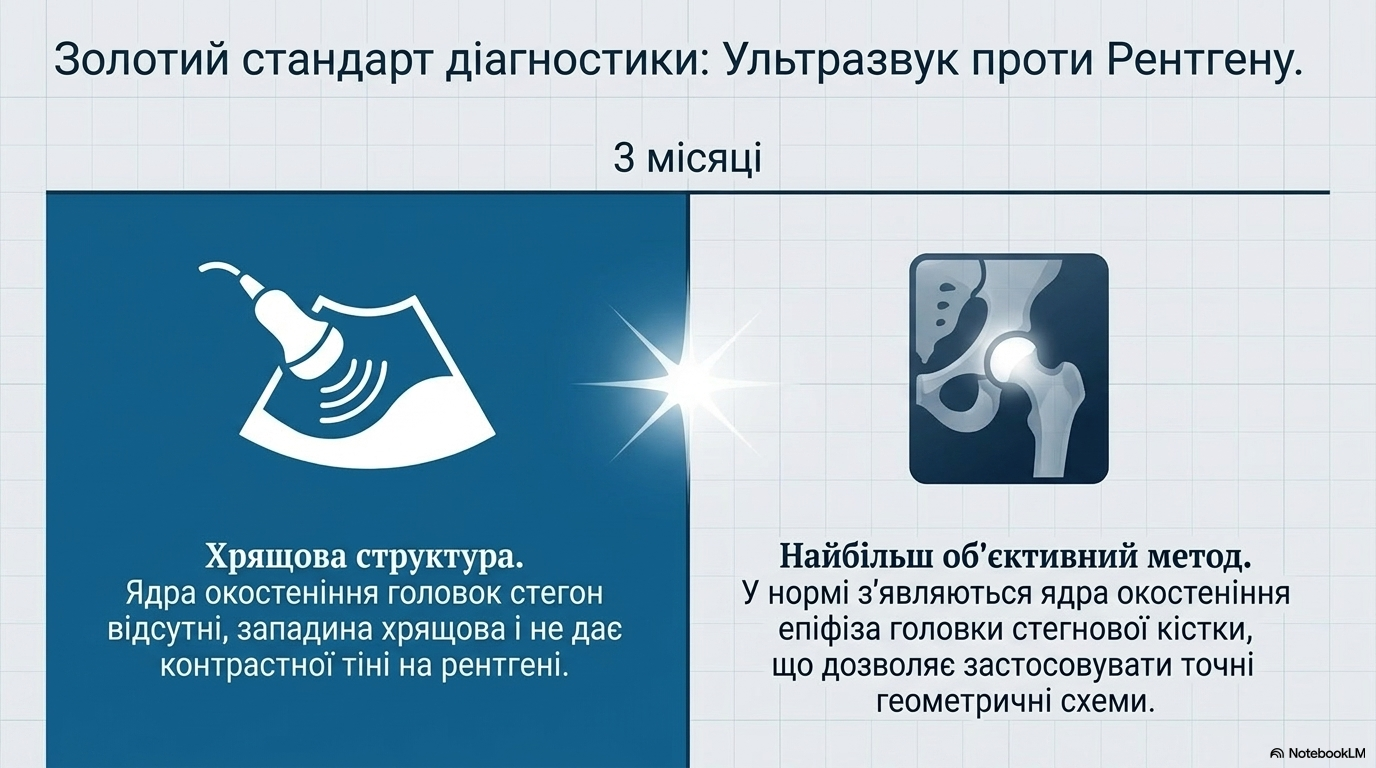 Золотий стандарт діагностики: Ультразвук проти Рентгену.
3 місяці
Хрящова структура.
Ядра окостеніння головок стегон
відсутні, западина хрящова і не дає
контрастної тіні на рентгені.
Найбільш об’єктивний метод.
У нормі з’являються ядра окостеніння
епіфіза головки стегнової кістки,
що дозволяє застосовувати точні
геометричні схеми.
NotebookLM